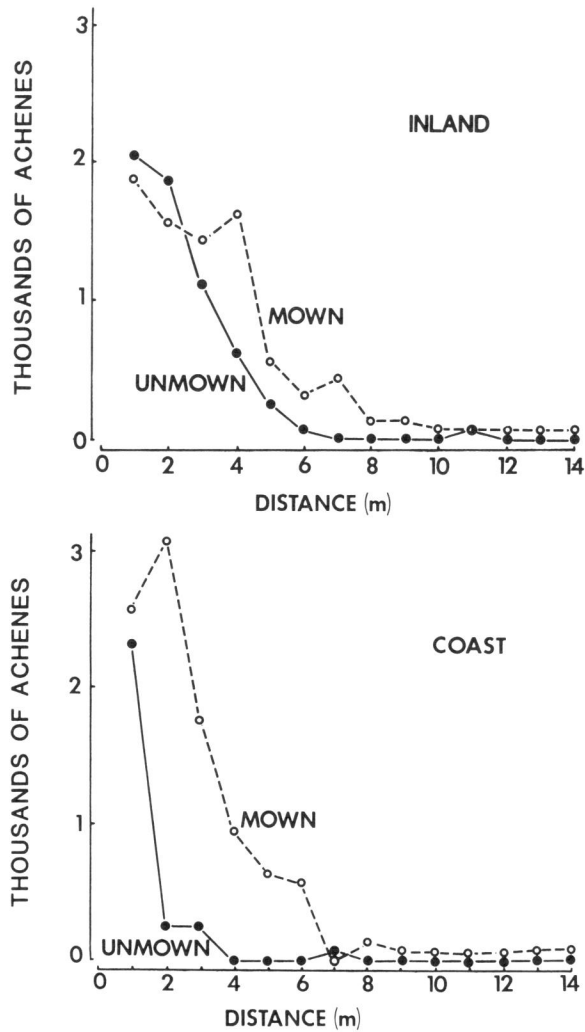 THOUSANDS OF ACHENES
3
2
1
0
INLAND
MOWN
UNMOWN
0 2 4 6 8 10 12 14
DISTANCE (m)
THOUSANDS OF ACHENES
3
2
1
0
COAST
MOWN
UNMOWN
0 2 4 6 8 10 12 14
DISTANCE (m)